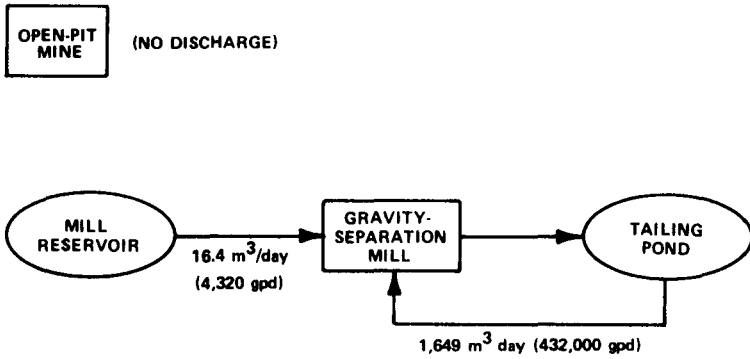 OPEN-PIT
MINE
(NO DISCHARGE)
MILL
RESERVOIR
16.4 m³/day
(4,320 gpd)
GRAVITY-
SEPARATION
MILL
TAILING
POND
1,649 m³ day (432,000 gpd)